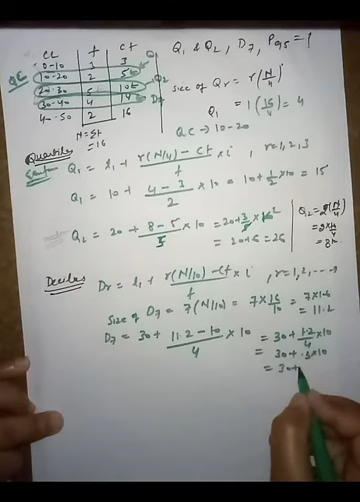 CL f cf
0-10 3 3
10-20 2 5
20-30 5 10
30-40 4 14
40-50 2 16
N=Σf
=16
Q1 & Q2, D7, P95 = ?
Size of Qr = r(N/4)
Q1 = 1(16/4) = 4
QC → 10-20
Quartiles
Q1 = l1 + r(N/4) - cf / f × i, r=1,2,3
Q1 = 10 + 4-3 / 2 × 10 = 10 + 1/2 × 10 = 15
Q2 = 20 + 8-5 / 5 × 10 = 20 + 3/5 × 10
= 20+6 = 26
Q2 = 2(N/4)
= 8
Deciles
Dr = l1 + r(N/10) - cf / f × i, r=1,2,...
Size of D7 = 7(N/10) = 7 × 16/10 = 7×1.6
= 11.2
D7 = 30 + 11.2-10 / 4 × 10 = 30 + 1.2/4 × 10
= 30 + .3 × 10
= 30+